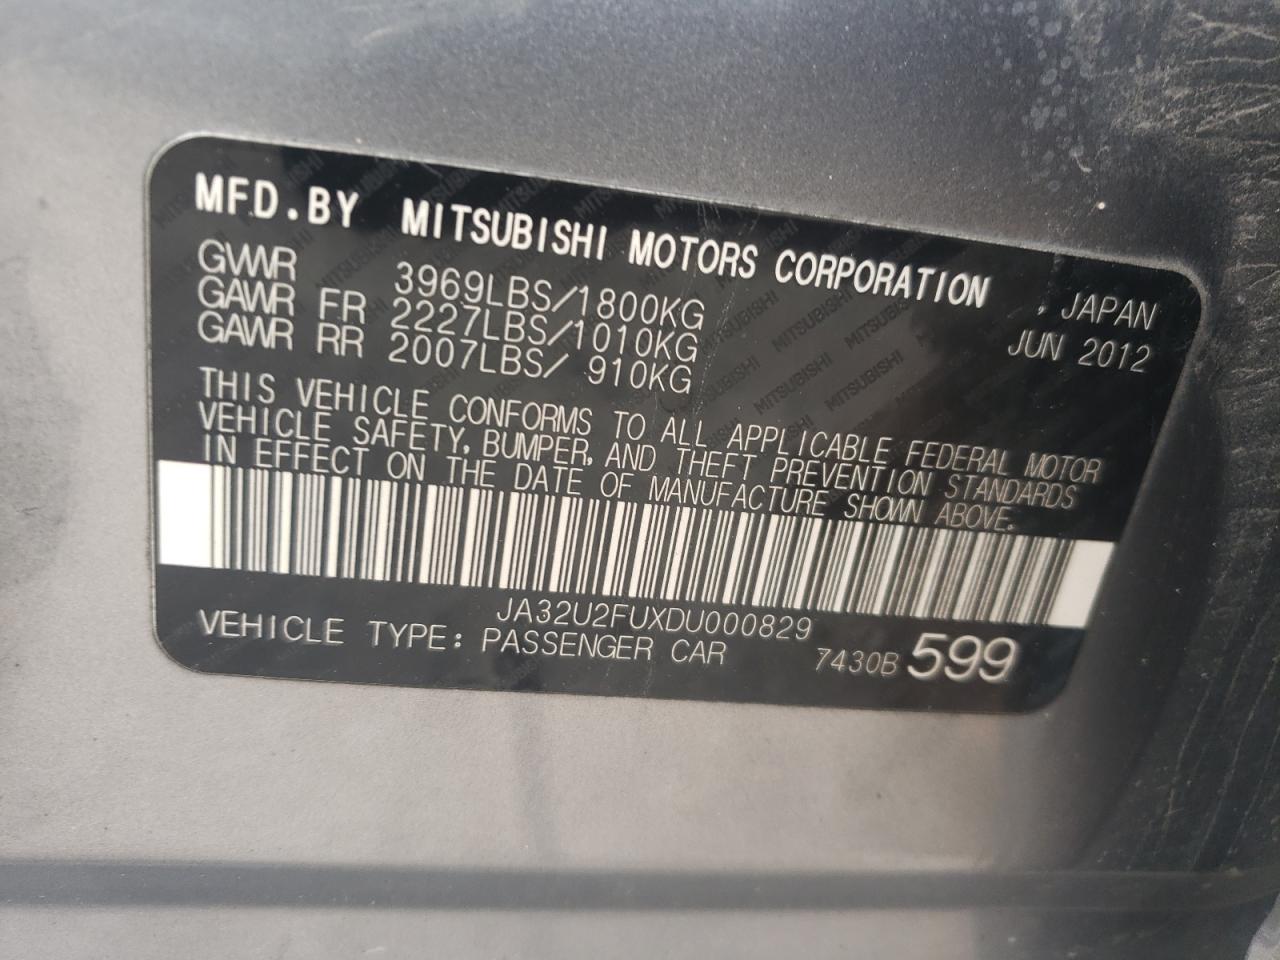 MFD.BY MITSUBISHI MOTORS CORPORATION, JAPAN
GVWR 3969LBS/1800KG JUN 2012
GAWR FR 2227LBS/1010KG
GAWR RR 2007LBS/ 910KG
THIS VEHICLE CONFORMS TO ALL APPLICABLE FEDERAL MOTOR
VEHICLE SAFETY, BUMPER, AND THEFT PREVENTION STANDARDS
IN EFFECT ON THE DATE OF MANUFACTURE SHOWN ABOVE.
JA32U2FUXDU000829
VEHICLE TYPE: PASSENGER CAR 7430B 599